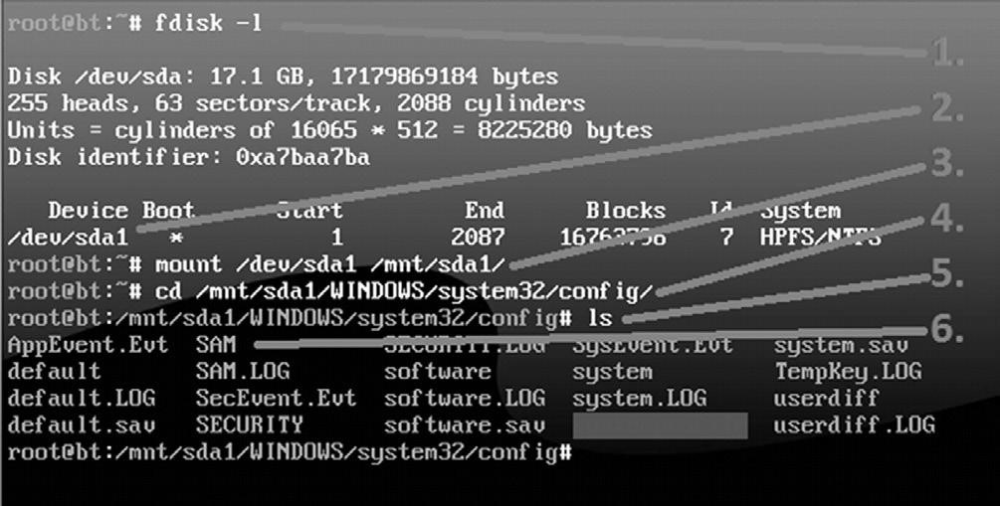 root@bt:~# fdisk -l
1.
Disk /dev/sda: 17.1 GB, 17179869184 bytes
255 heads, 63 sectors/track, 2088 cylinders
2.
Units = cylinders of 16065 * 512 = 8225280 bytes
Disk identifier: 0xa7baa7ba
3.
Device Boot Start End Blocks Id System
4.
/dev/sda1 * 1 2087 HPFS/NTFS
root@bt:~# mount /dev/sda1 /mnt/sda1/
5.
root@bt:~# cd /mnt/sda1/WINDOWS/system32/config/
root@bt:/mnt/sda1/WINDOWS/system32/config# ls
6.
AppEvent.Evt SAM SECURITY.LOG SysEvent.Evt system.sav
default SAM.LOG software system TempKey.LOG
default.LOG SecEvent.Evt software.LOG system.LOG userdiff
default.sav SECURITY software.sav userdiff.LOG
root@bt:/mnt/sda1/WINDOWS/system32/config#